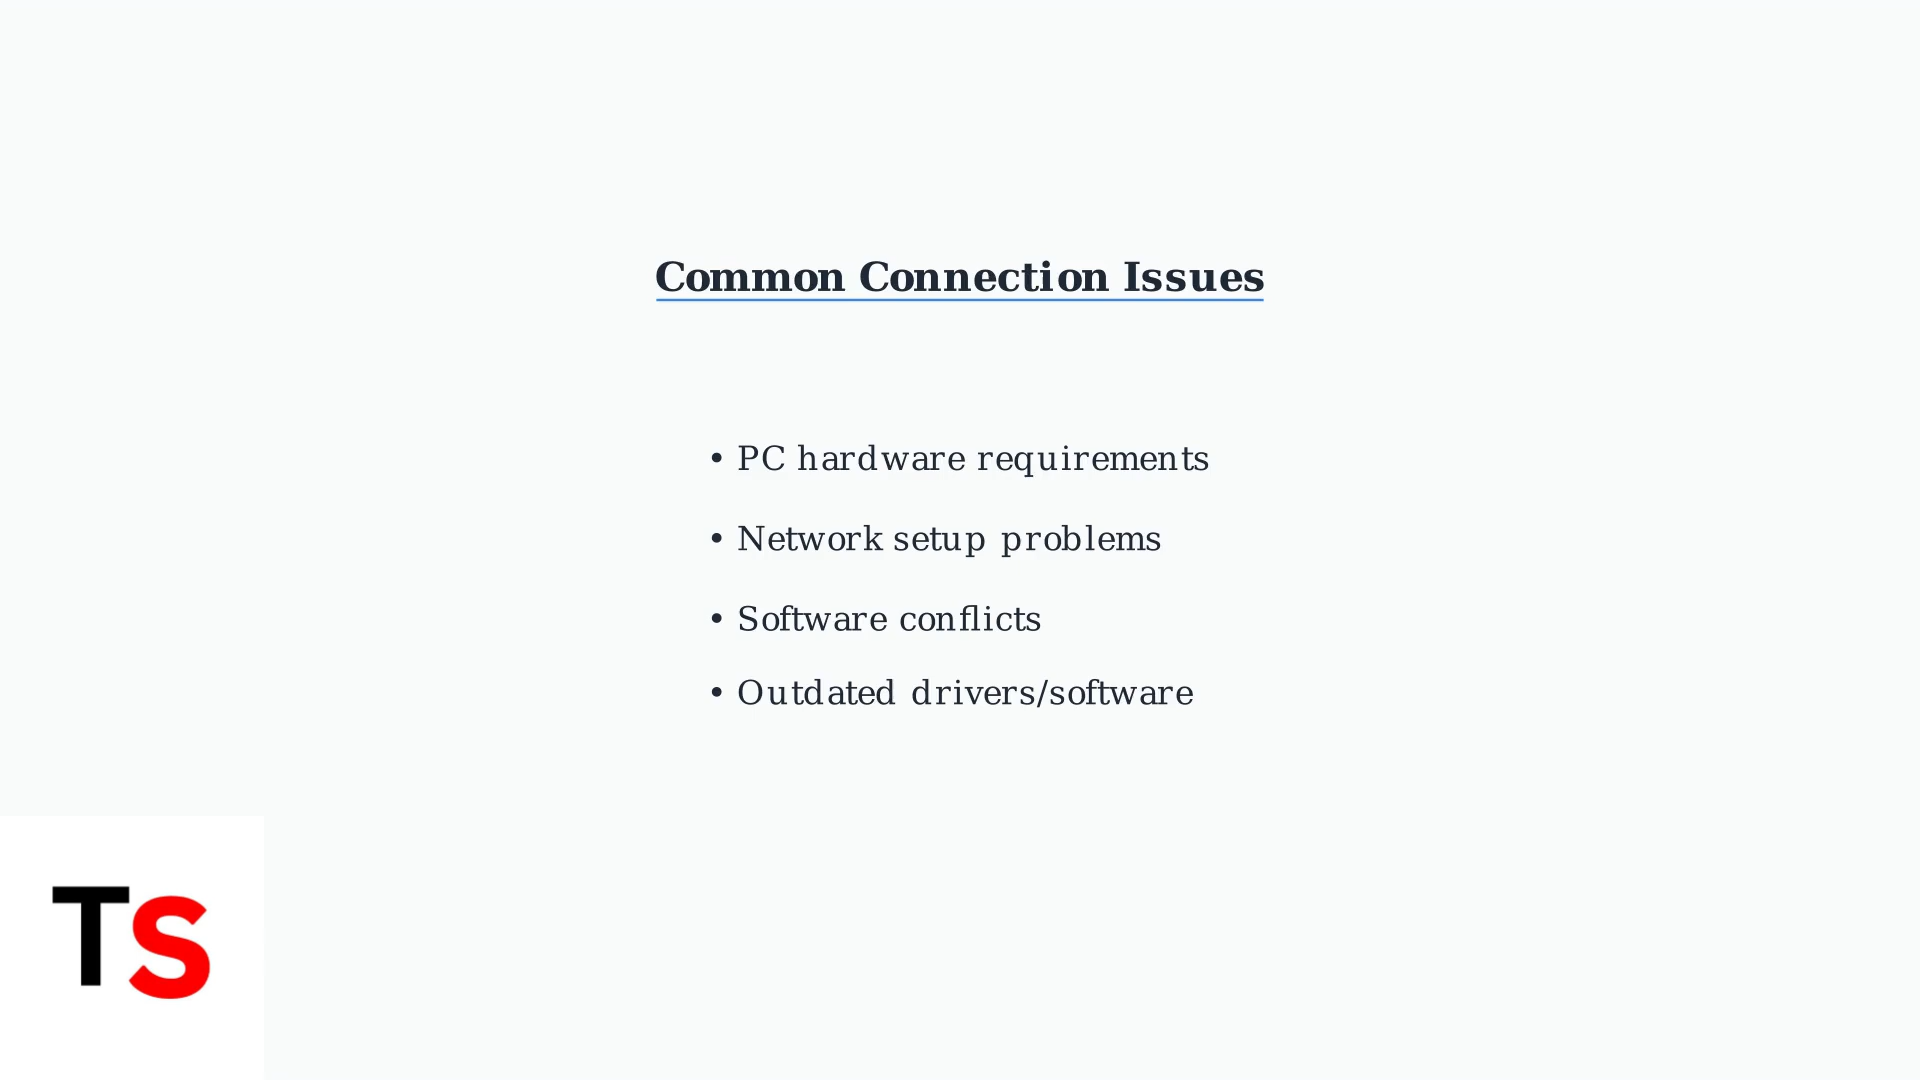 Common Connection Issues
• PC hardware requirements
• Network setup problems
• Software conflicts
• Outdated drivers/software
TS